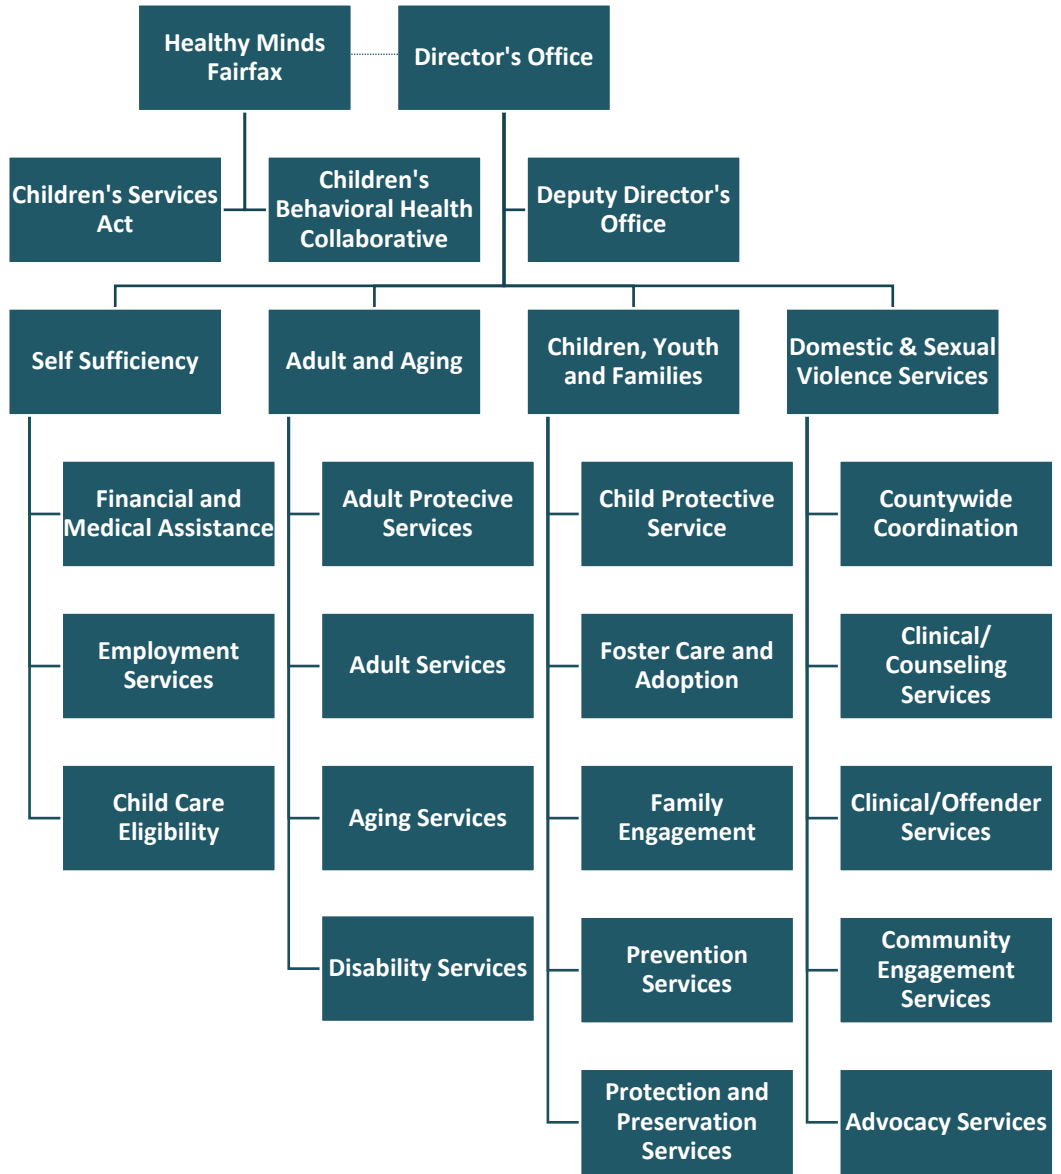 Healthy Minds
Fairfax
Director's Office
Children's Services
Act
Children's
Behavioral Health
Collaborative
Deputy Director's
Office
Self Sufficiency
Adult and Aging
Children, Youth
and Families
Domestic & Sexual
Violence Services
Financial and
Medical Assistance
Adult Protecive
Services
Child Protective
Service
Countywide
Coordination
Employment
Services
Adult Services
Foster Care and
Adoption
Clinical/
Counseling
Services
Child Care
Eligibility
Aging Services
Family
Engagement
Clinical/Offender
Services
Disability Services
Prevention
Services
Community
Engagement
Services
Protection and
Preservation
Services
Advocacy Services